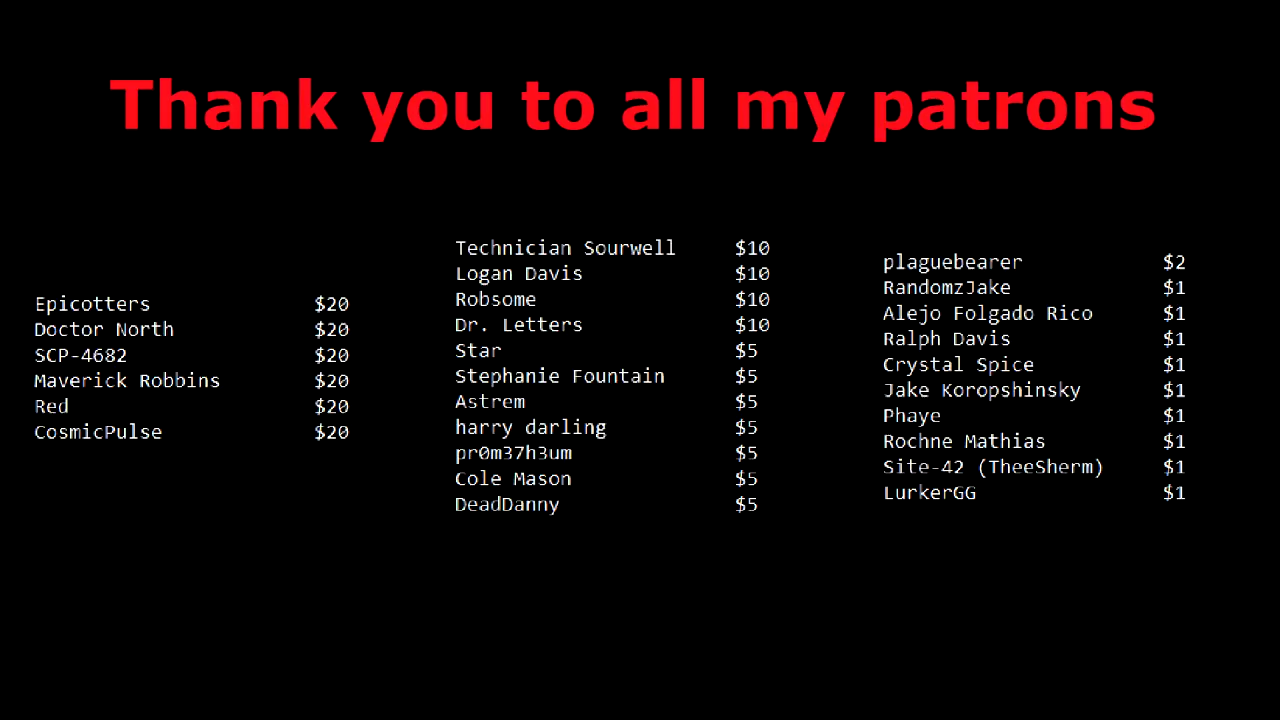 Thank you to all my patrons
Epicotters $20
Doctor North $20
SCP-4682 $20
Maverick Robbins $20
Red $20
CosmicPulse $20
Technician Sourwell $10
Logan Davis $10
Robsome $10
Dr. Letters $10
Star $5
Stephanie Fountain $5
Astrem $5
harry darling $5
pr0m37h3um $5
Cole Mason $5
DeadDanny $5
plaguebearer $2
RandomzJake $1
Alejo Folgado Rico $1
Ralph Davis $1
Crystal Spice $1
Jake Koropshinsky $1
Phaye $1
Rochne Mathias $1
Site-42 (TheeSherm) $1
LurkerGG $1